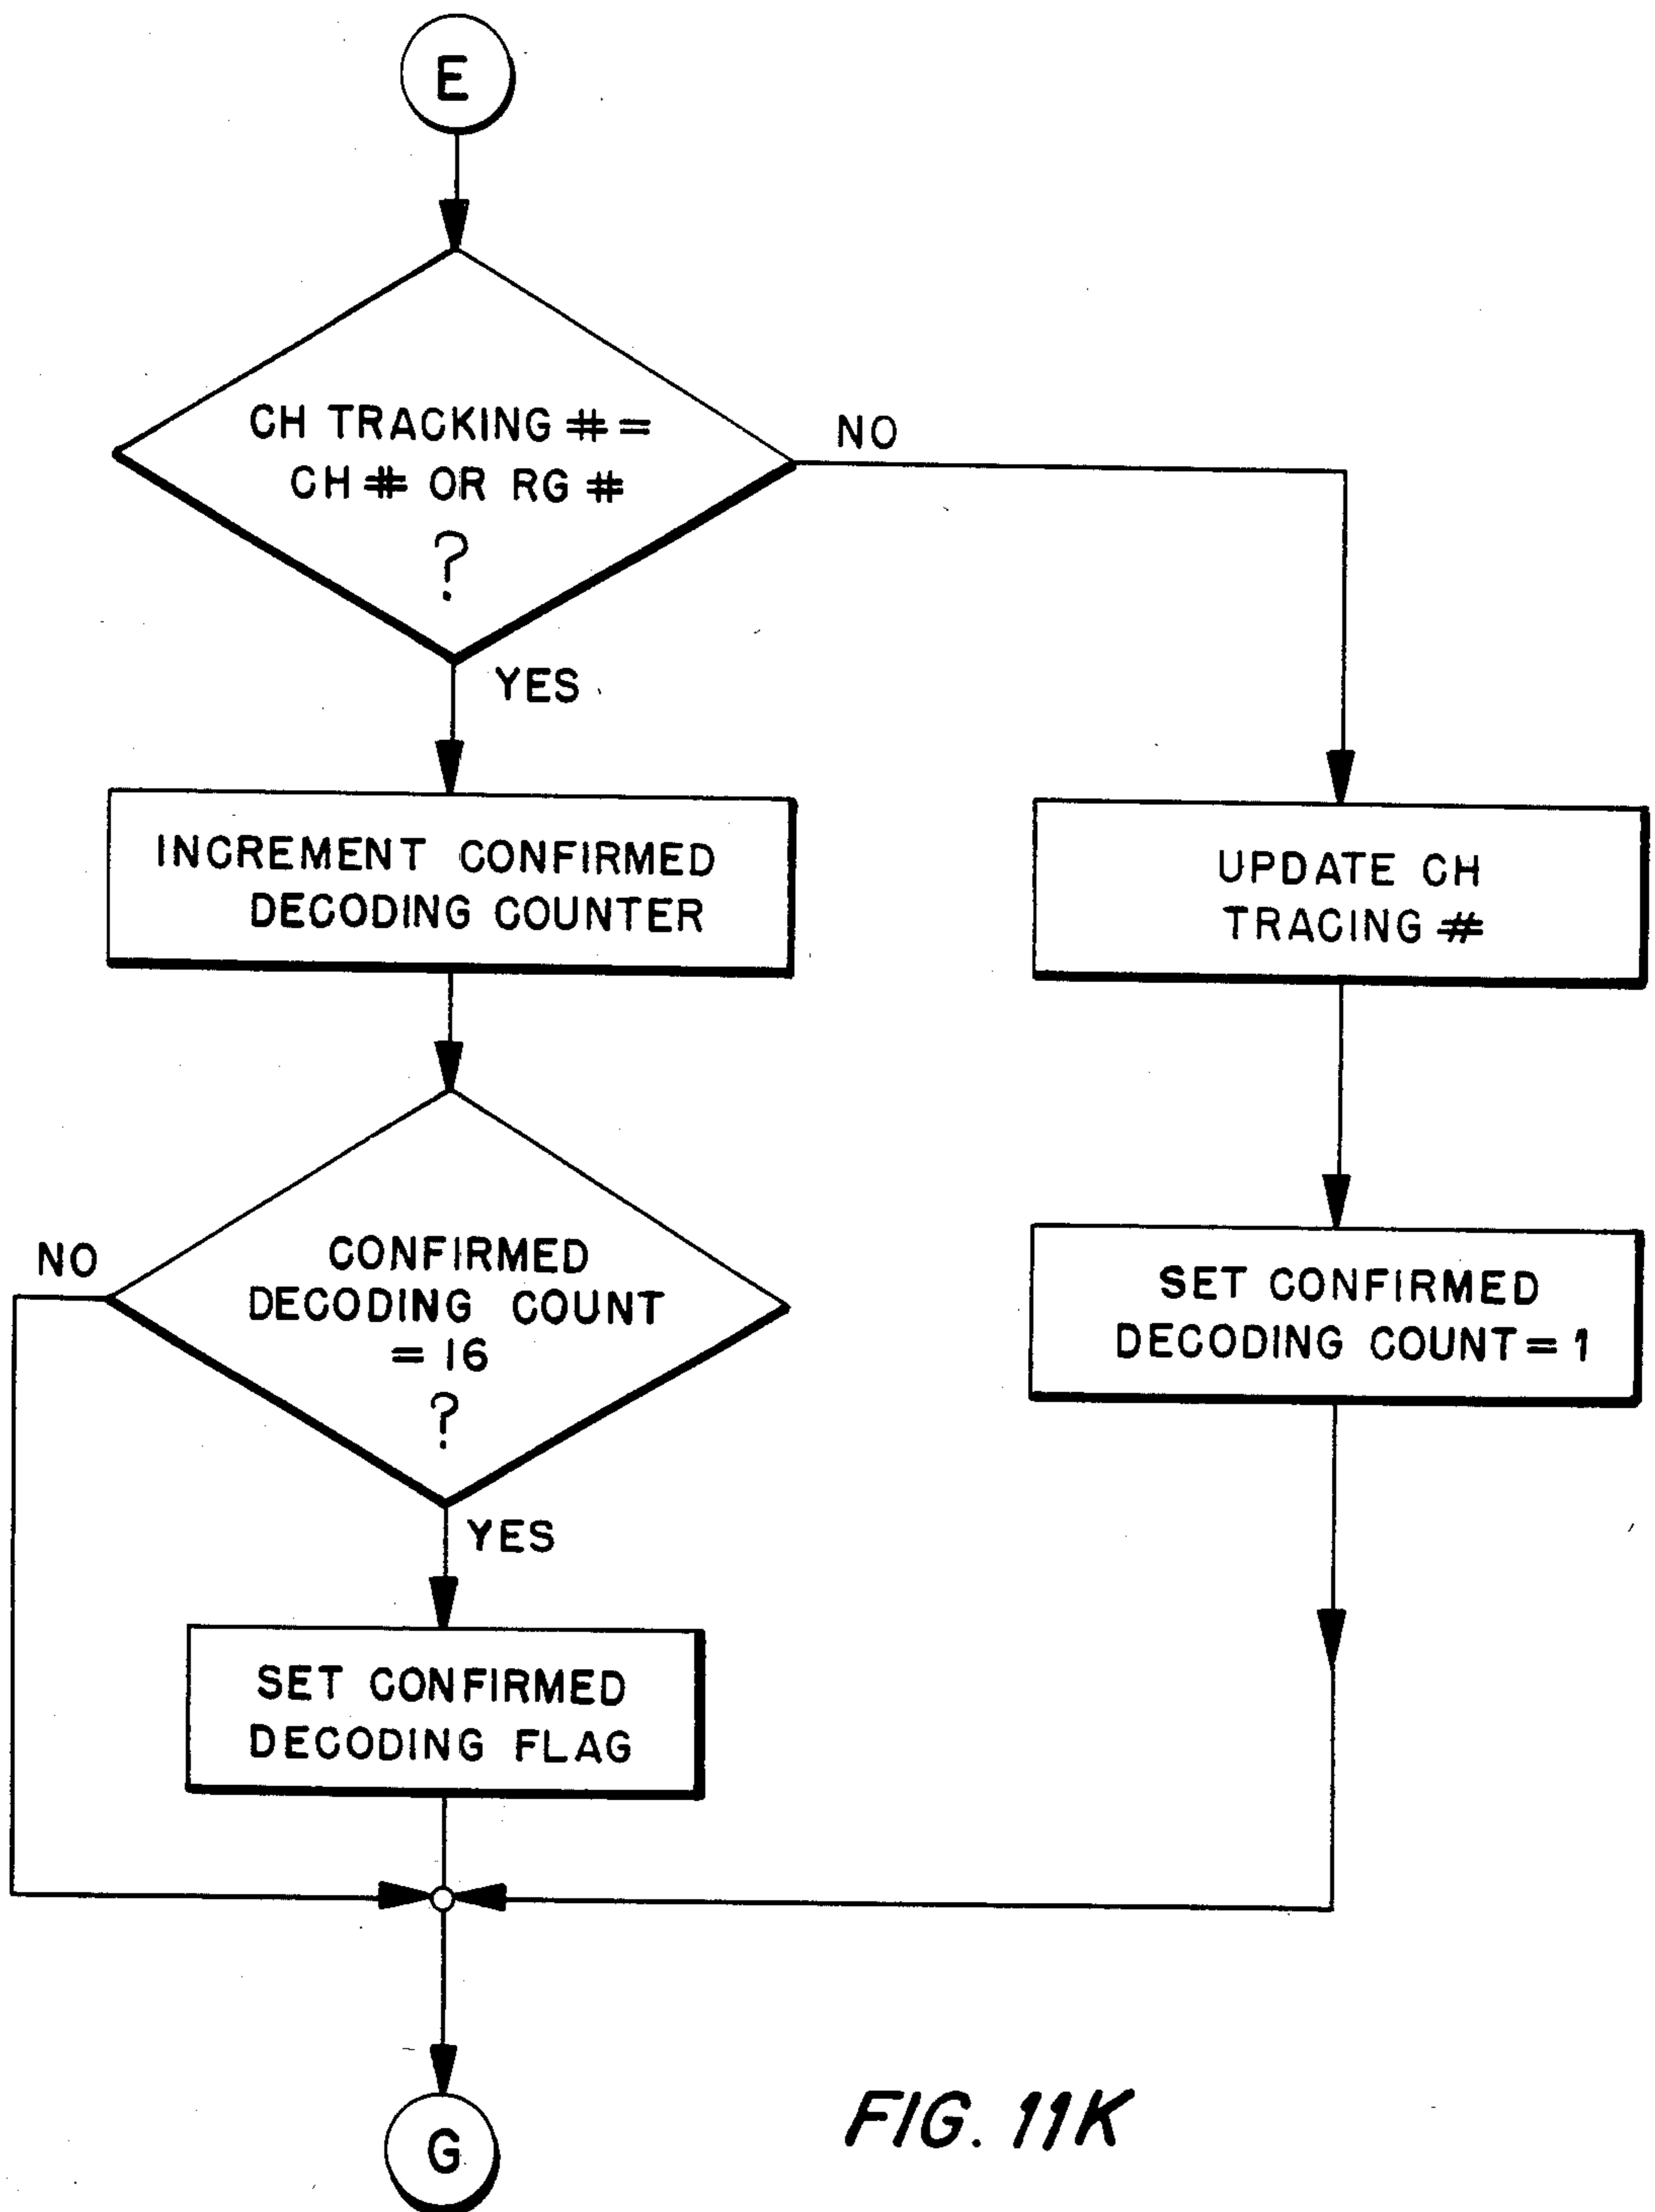 E
CH TRACKING # =
CH # OR RG #
?
NO
YES
INCREMENT CONFIRMED
DECODING COUNTER
UPDATE CH
TRACING #
NO
CONFIRMED
DECODING COUNT
= 16
?
YES
SET CONFIRMED
DECODING COUNT = 1
SET CONFIRMED
DECODING FLAG
G
FIG. 11K